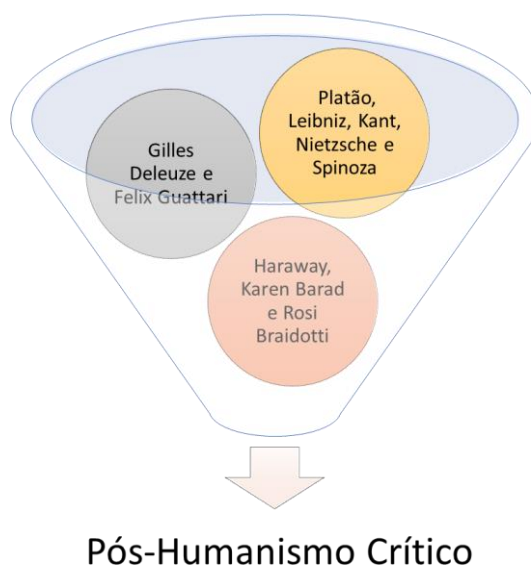 Platão,
Leibniz, Kant,
Nietzsche e
Spinoza
Gilles
Deleuze e
Felix Guattari
Haraway,
Karen Barad
e Rosi
Braidotti
Pós-Humanismo Crítico